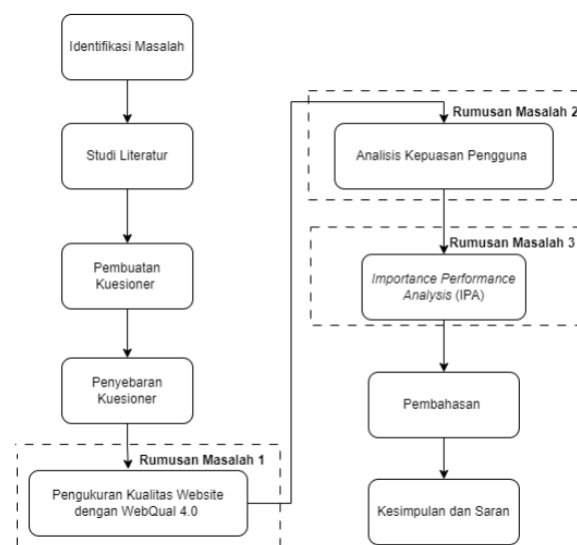 Identifikasi Masalah
Studi Literatur
Pembuatan
Kuesioner
Penyebaran
Kuesioner
Rumusan Masalah 1
Pengukuran Kualitas Website
dengan WebQual 4.0
Rumusan Masalah 2
Analisis Kepuasan Pengguna
Rumusan Masalah 3
Importance Performance
Analysis (IPA)
Pembahasan
Kesimpulan dan Saran